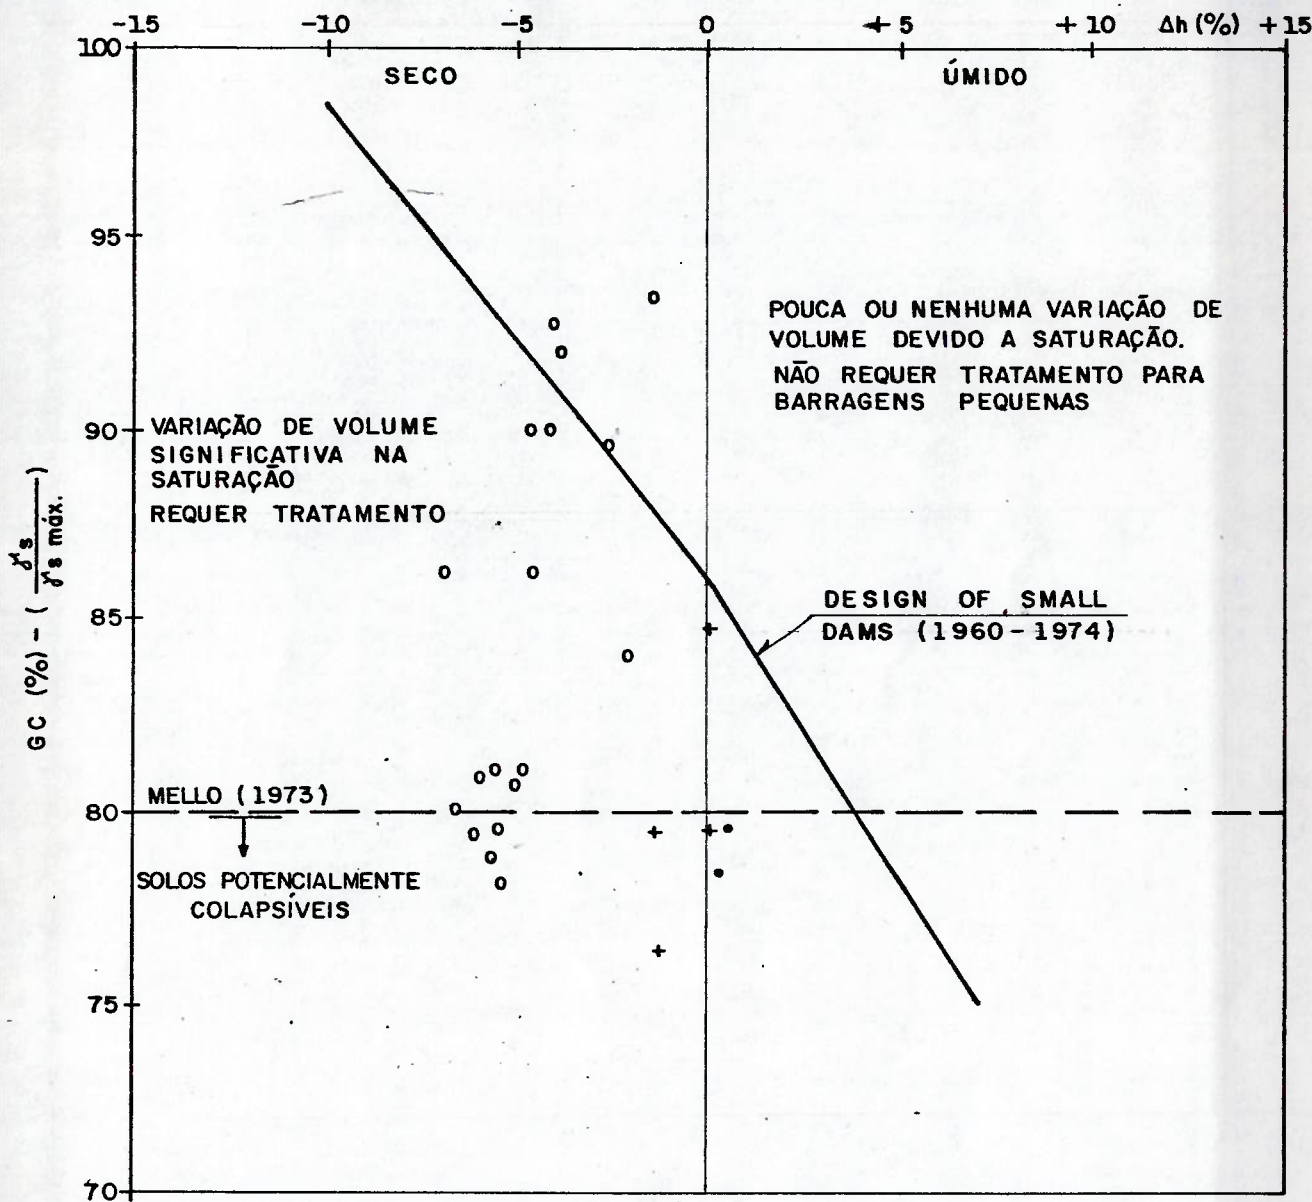 -15 -10 -5 0 +5 +10 Δh (%) +15
100
SECO ÚMIDO
95
POUCA OU NENHUMA VARIAÇÃO DE
VOLUME DEVIDO A SATURAÇÃO.
NÃO REQUER TRATAMENTO PARA
BARRAGENS PEQUENAS
90
VARIAÇÃO DE VOLUME
SIGNIFICATIVA NA
SATURAÇÃO
REQUER TRATAMENTO
GC (%) - ( γs / γs máx. )
DESIGN OF SMALL
DAMS (1960-1974)
85
MELLO (1973)
80
SOLOS POTENCIALMENTE
COLAPSÍVEIS
75
70